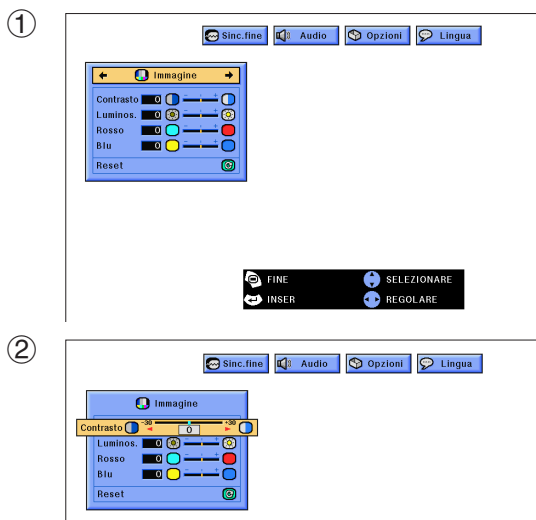 ①
Sinc.fine Audio Opzioni Lingua
Immagine
Contrasto 0 - +
Luminos. 0 - +
Rosso 0 - +
Blu 0 - +
Reset
FINE SELEZIONARE
INSER REGOLARE
②
Sinc.fine Audio Opzioni Lingua
Immagine
Contrasto -30 0 +30
Luminos. 0 - +
Rosso 0 - +
Blu 0 - +
Reset